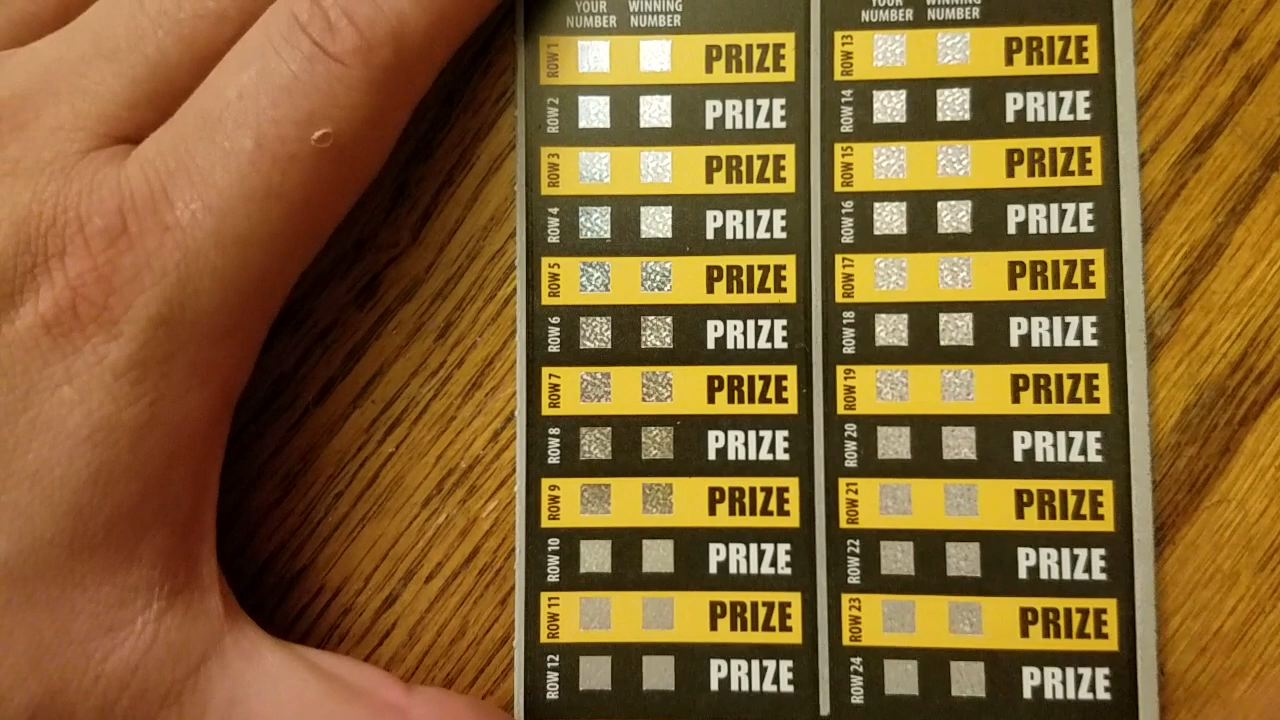 YOUR NUMBER WINNING NUMBER
ROW 1 PRIZE
ROW 2 PRIZE
ROW 3 PRIZE
ROW 4 PRIZE
ROW 5 PRIZE
ROW 6 PRIZE
ROW 7 PRIZE
ROW 8 PRIZE
ROW 9 PRIZE
ROW 10 PRIZE
ROW 11 PRIZE
ROW 12 PRIZE
YOUR NUMBER WINNING NUMBER
ROW 13 PRIZE
ROW 14 PRIZE
ROW 15 PRIZE
ROW 16 PRIZE
ROW 17 PRIZE
ROW 18 PRIZE
ROW 19 PRIZE
ROW 20 PRIZE
ROW 21 PRIZE
ROW 22 PRIZE
ROW 23 PRIZE
ROW 24 PRIZE